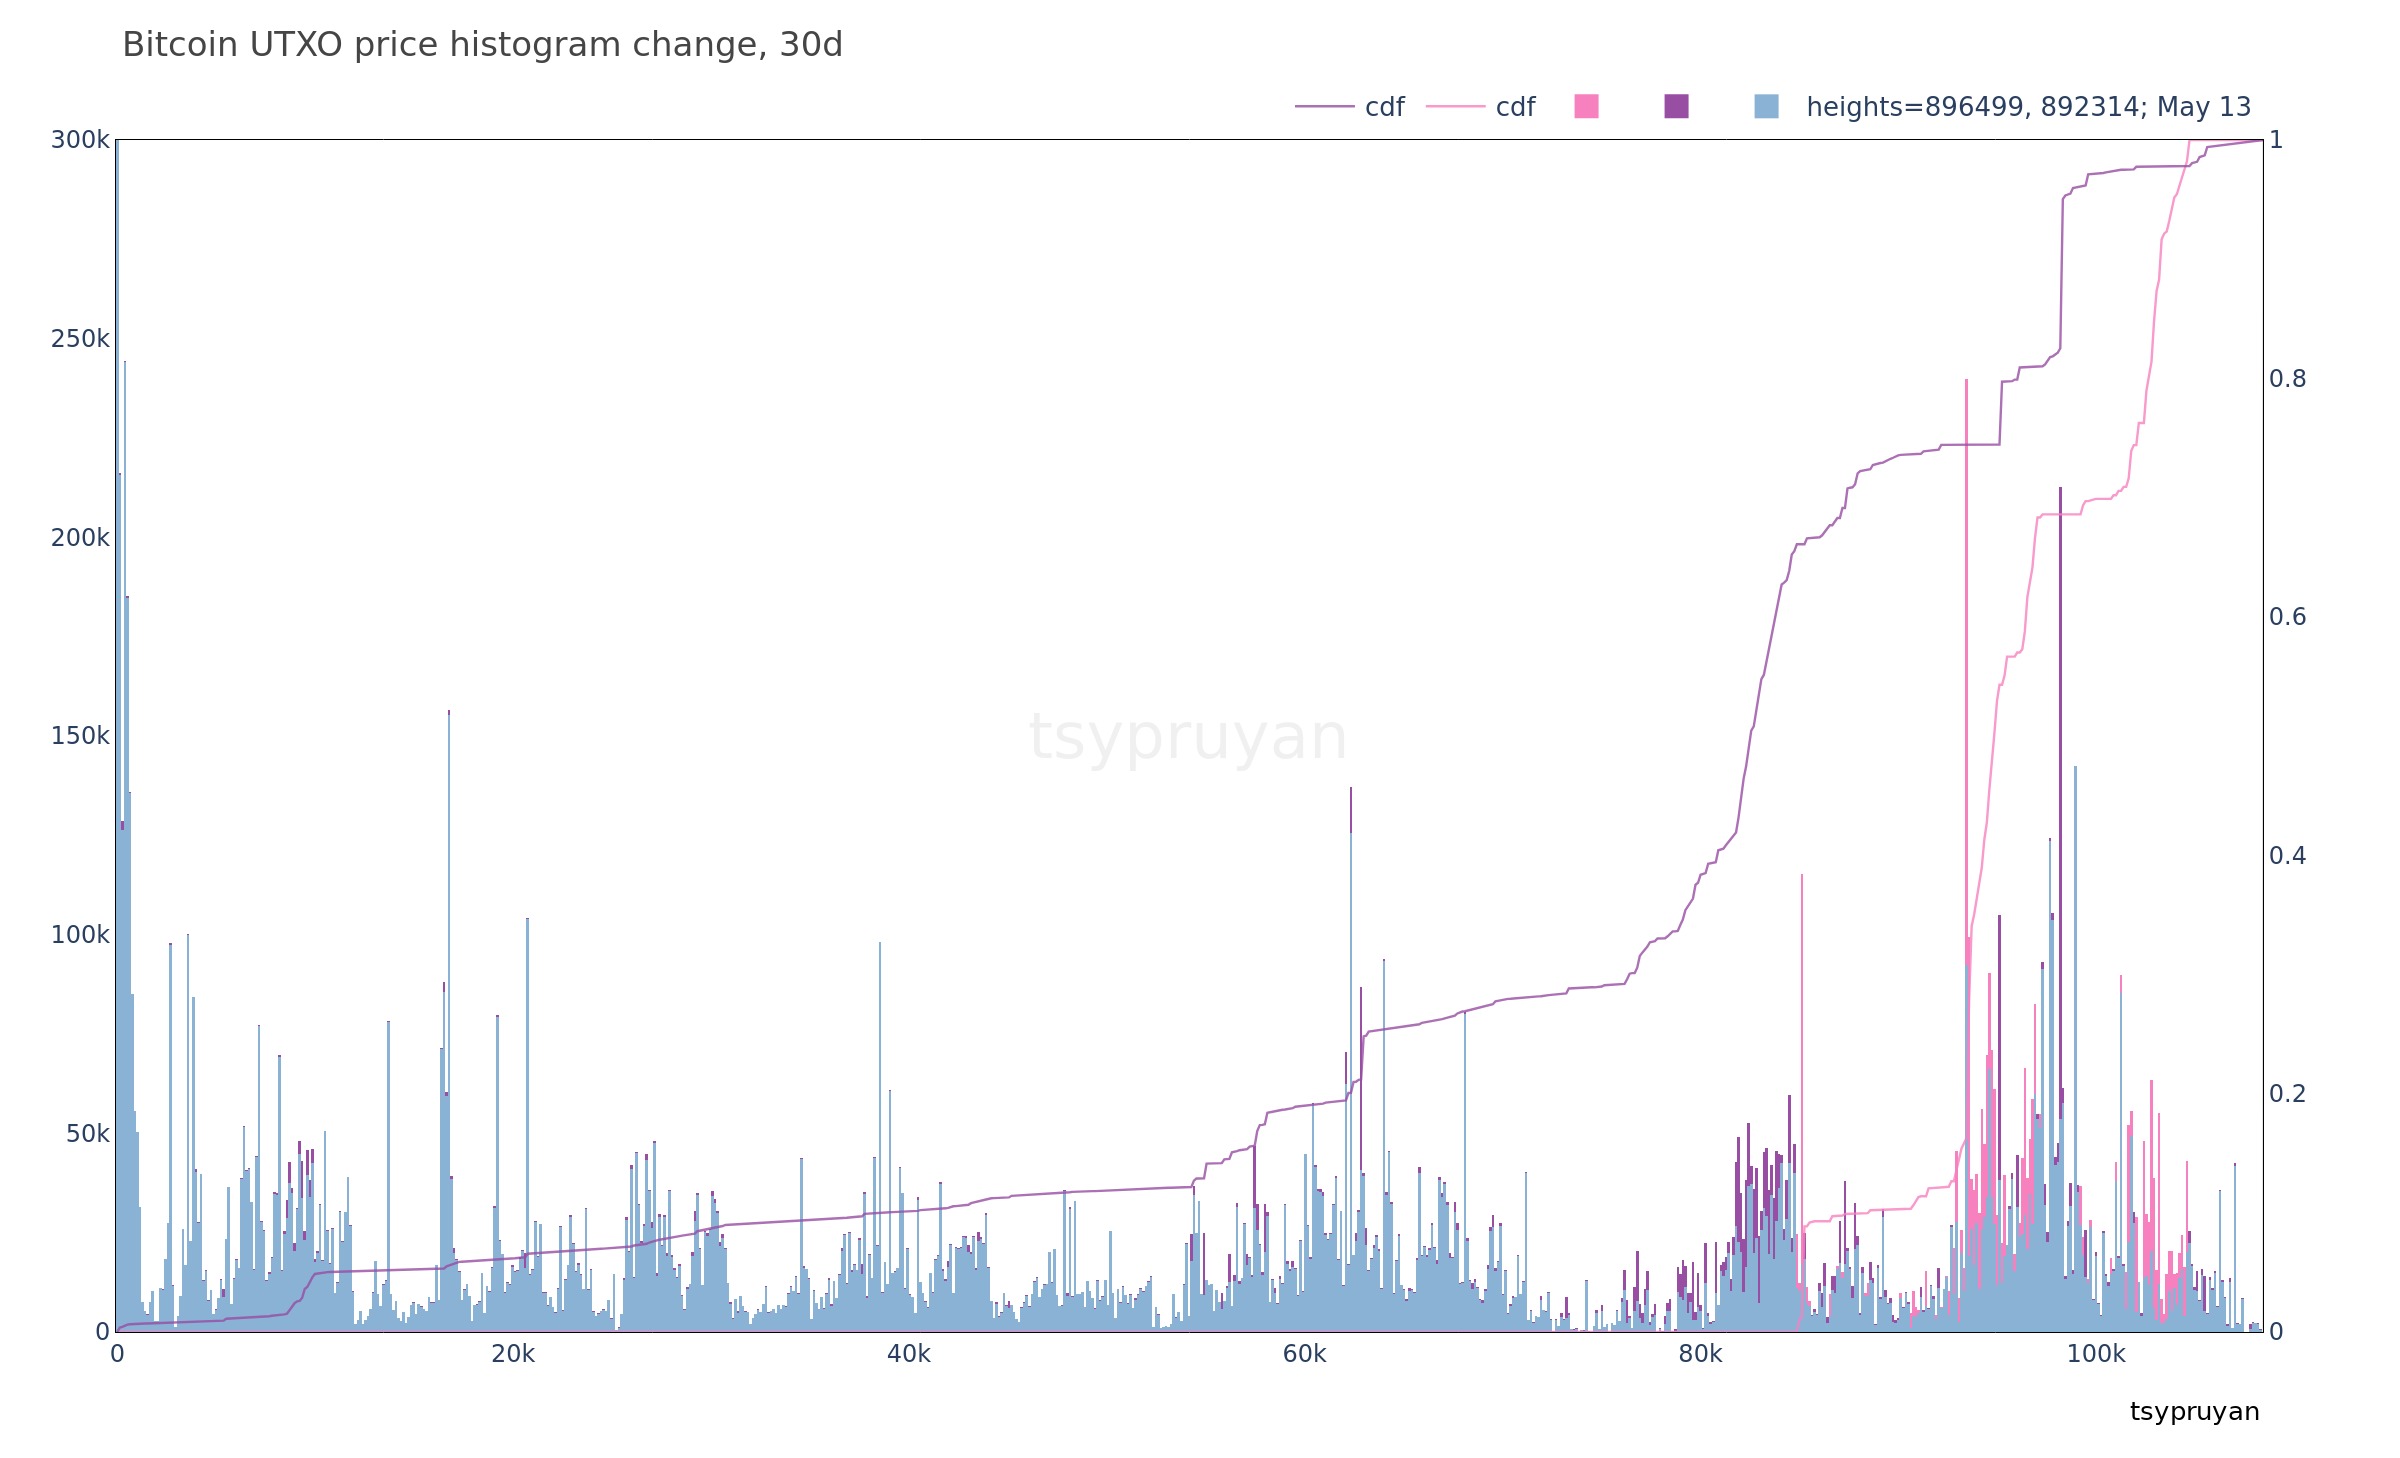 Bitcoin UTXO price histogram change, 30d
cdf cdf heights=896499, 892314; May 13
300k 1
250k
0.8
200k
0.6
150k
tsypruyan
100k
0.4
50k
0.2
0 0
0 20k 40k 60k 80k 100k
tsypruyan